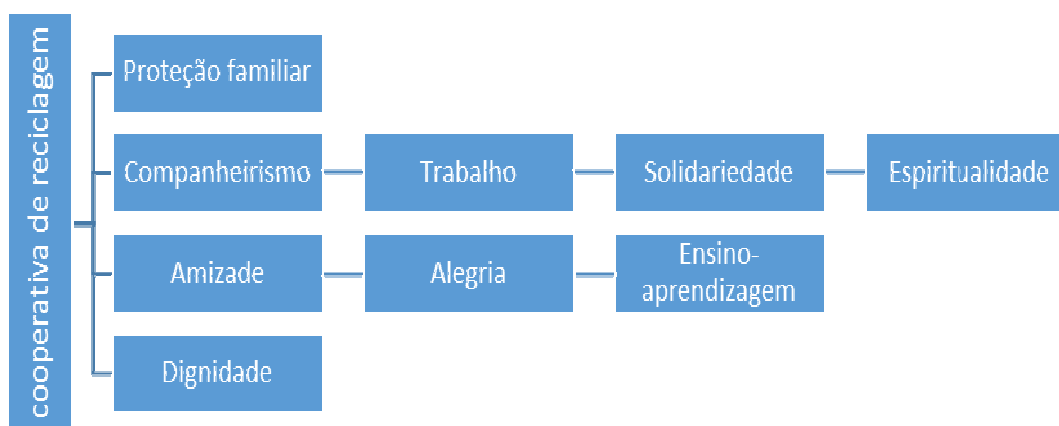 cooperativa de reciclagem
Proteção familiar
Companheirismo
Trabalho
Solidariedade
Espiritualidade
Amizade
Alegria
Ensino-
aprendizagem
Dignidade